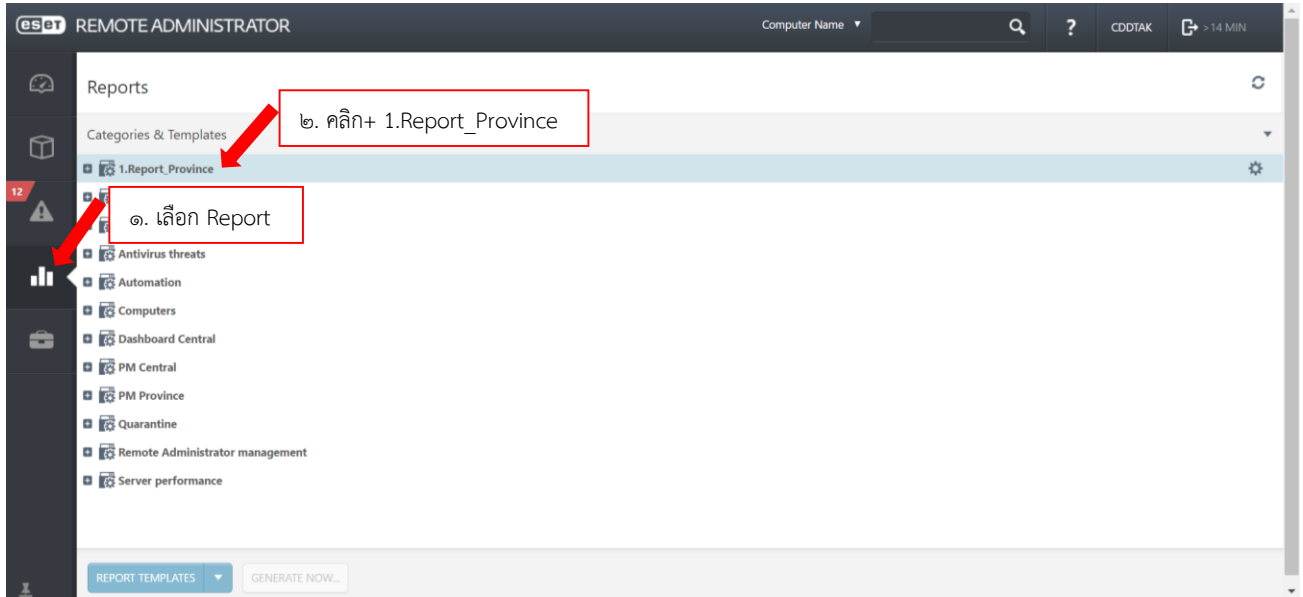 eset REMOTE ADMINISTRATOR
Computer Name
?
CDDTAK
>14 MIN
Reports
๒. คลิก+ 1.Report_Province
Categories & Templates
1.Report_Province
12
๑. เลือก Report
Antivirus threats
Automation
Computers
Dashboard Central
PM Central
PM Province
Quarantine
Remote Administrator management
Server performance
REPORT TEMPLATES
GENERATE NOW...